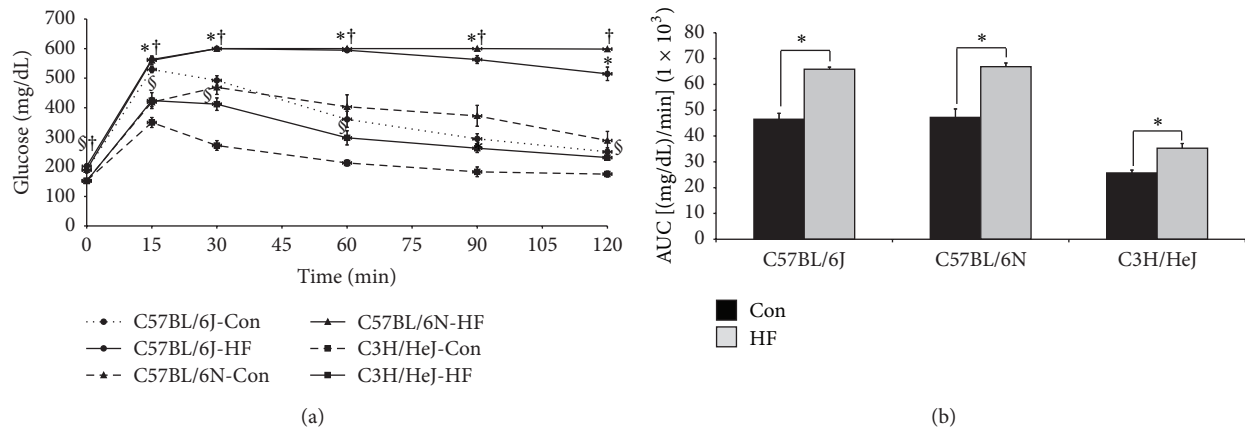 700
600
500
400
300
200
100
0
Glucose (mg/dL)
§† *† § *† § *† § *† † * §
0 15 30 45 60 75 90 105 120
Time (min)
C57BL/6J-Con
C57BL/6J-HF
C57BL/6N-Con
C57BL/6N-HF
C3H/HeJ-Con
C3H/HeJ-HF
(a)
80
70
60
50
40
30
20
10
0
AUC [(mg/dL)/min] (1 × 10³)
* * *
C57BL/6J C57BL/6N C3H/HeJ
Con
HF
(b)